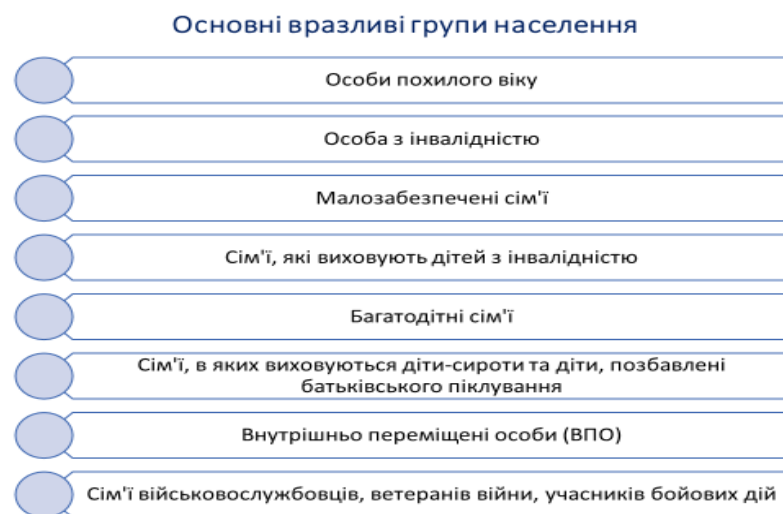 Основні вразливі групи населення
Особи похилого віку
Особа з інвалідністю
Малозабезпечені сім'ї
Сім'ї, які виховують дітей з інвалідністю
Багатодітні сім'ї
Сім'ї, в яких виховуються діти-сироти та діти, позбавлені
батьківського піклування
Внутрішньо переміщені особи (ВПО)
Сім'ї військовослужбовців, ветеранів війни, учасників бойових дій